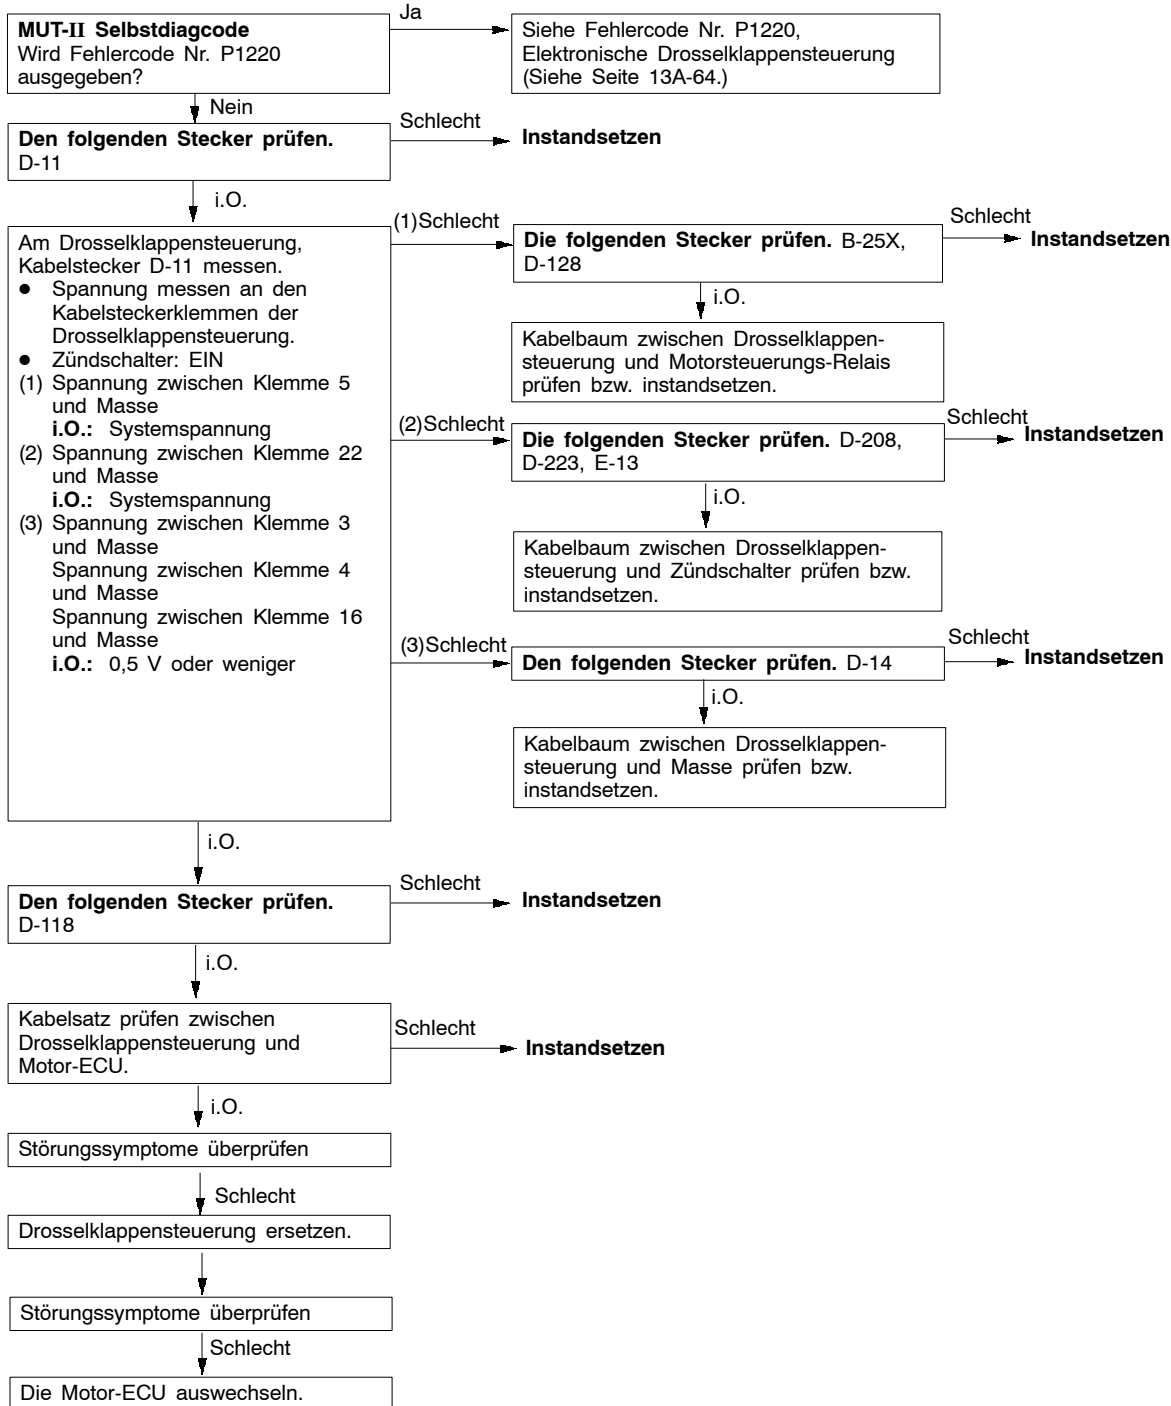 MUT-II Selbstdiagcode
Wird Fehlercode Nr. P1220
ausgegeben?
Ja
Siehe Fehlercode Nr. P1220,
Elektronische Drosselklappensteuerung
(Siehe Seite 13A-64.)
Nein
Den folgenden Stecker prüfen.
D-11
Schlecht
Instandsetzen
i.O.
Am Drosselklappensteuerung,
Kabelstecker D-11 messen.
● Spannung messen an den
Kabelsteckerklemmen der
Drosselklappensteuerung.
● Zündschalter: EIN
(1) Spannung zwischen Klemme 5
und Masse
i.O.: Systemspannung
(2) Spannung zwischen Klemme 22
und Masse
i.O.: Systemspannung
(3) Spannung zwischen Klemme 3
und Masse
Spannung zwischen Klemme 4
und Masse
Spannung zwischen Klemme 16
und Masse
i.O.: 0,5 V oder weniger
(1)Schlecht
Die folgenden Stecker prüfen. B-25X,
D-128
Schlecht
Instandsetzen
i.O.
Kabelbaum zwischen Drosselklappen-
steuerung und Motorsteuerungs-Relais
prüfen bzw. instandsetzen.
(2)Schlecht
Die folgenden Stecker prüfen. D-208,
D-223, E-13
Schlecht
Instandsetzen
i.O.
Kabelbaum zwischen Drosselklappen-
steuerung und Zündschalter prüfen bzw.
instandsetzen.
(3)Schlecht
Den folgenden Stecker prüfen. D-14
Schlecht
Instandsetzen
i.O.
Kabelbaum zwischen Drosselklappen-
steuerung und Masse prüfen bzw.
instandsetzen.
i.O.
Den folgenden Stecker prüfen.
D-118
Schlecht
Instandsetzen
i.O.
Kabelsatz prüfen zwischen
Drosselklappensteuerung und
Motor-ECU.
Schlecht
Instandsetzen
i.O.
Störungssymptome überprüfen
Schlecht
Drosselklappensteuerung ersetzen.
Störungssymptome überprüfen
Schlecht
Die Motor-ECU auswechseln.